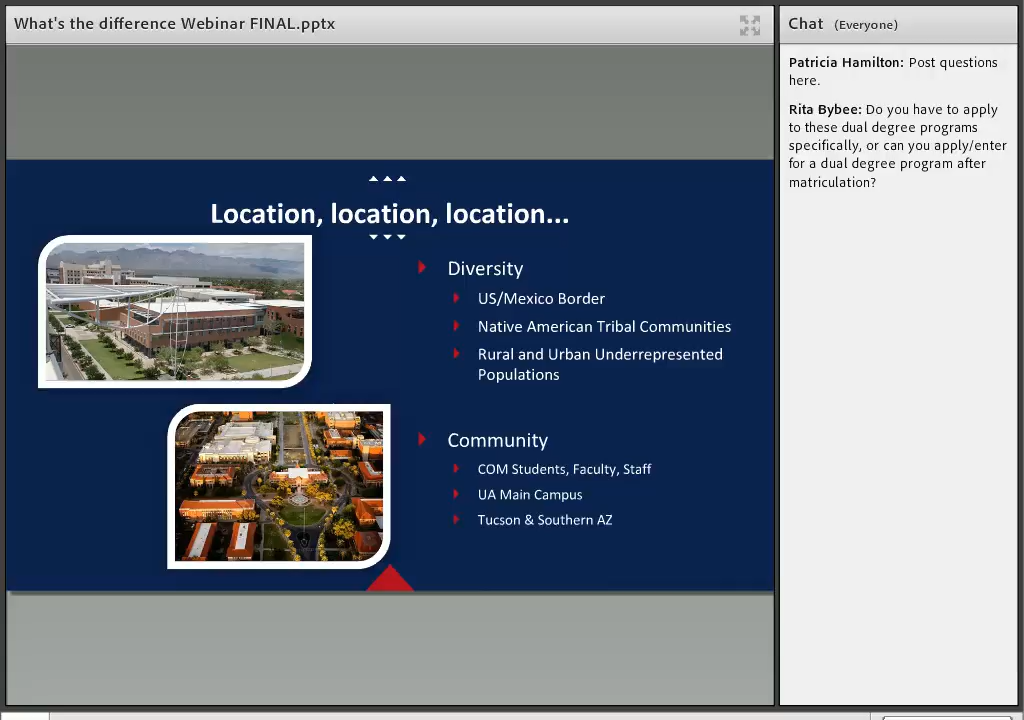 What's the difference Webinar FINAL.pptx
Location, location, location...
Diversity
US/Mexico Border
Native American Tribal Communities
Rural and Urban Underrepresented
Populations
Community
COM Students, Faculty, Staff
UA Main Campus
Tucson & Southern AZ
Chat (Everyone)
Patricia Hamilton: Post questions
here.
Rita Bybee: Do you have to apply
to these dual degree programs
specifically, or can you apply/enter
for a dual degree program after
matriculation?